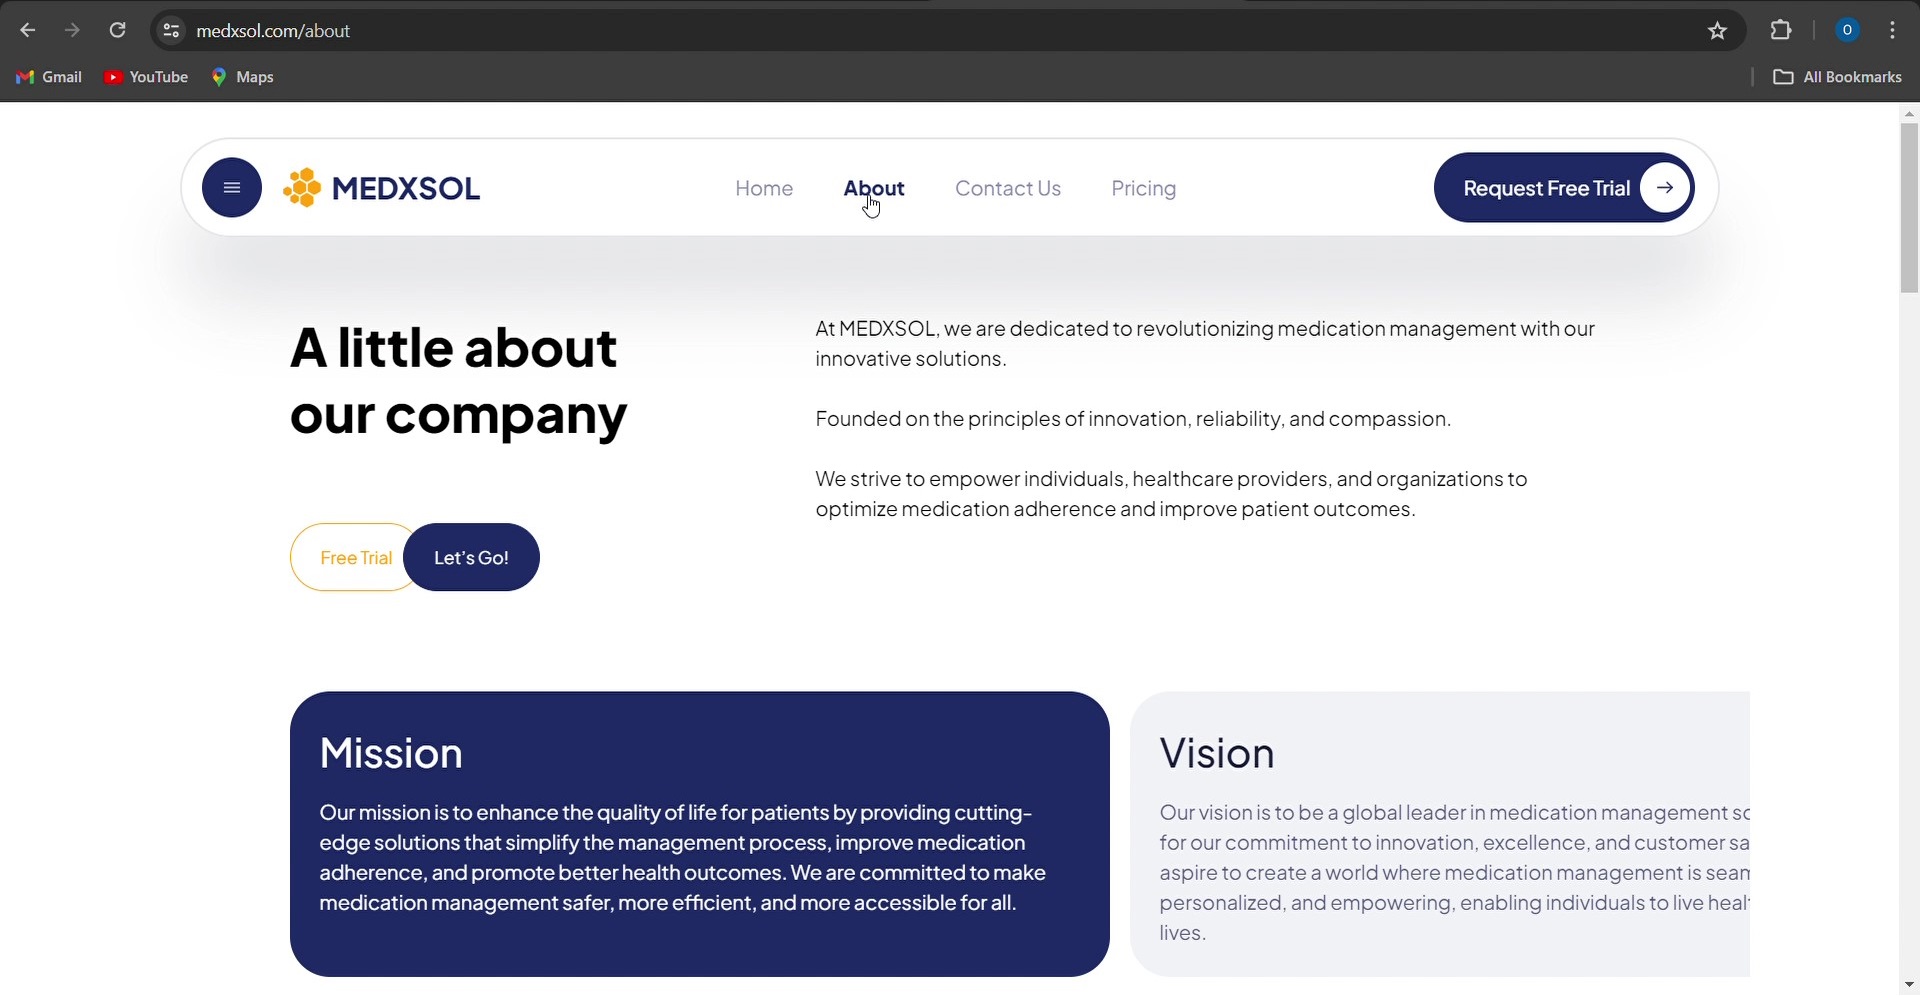 medxsol.com/about
O
Gmail
YouTube
Maps
All Bookmarks
MEDXSOL
Home
About
Contact Us
Pricing
Request Free Trial
A little about
our company
At MEDXSOL, we are dedicated to revolutionizing medication management with our
innovative solutions.
Founded on the principles of innovation, reliability, and compassion.
We strive to empower individuals, healthcare providers, and organizations to
optimize medication adherence and improve patient outcomes.
Free Trial
Let's Go!
Mission
Our mission is to enhance the quality of life for patients by providing cutting-
edge solutions that simplify the management process, improve medication
adherence, and promote better health outcomes. We are committed to make
medication management safer, more efficient, and more accessible for all.
Vision
Our vision is to be a global leader in medication management
for our commitment to innovation, excellence, and customer
aspire to create a world where medication management is
personalized, and empowering, enabling individuals to live
lives.